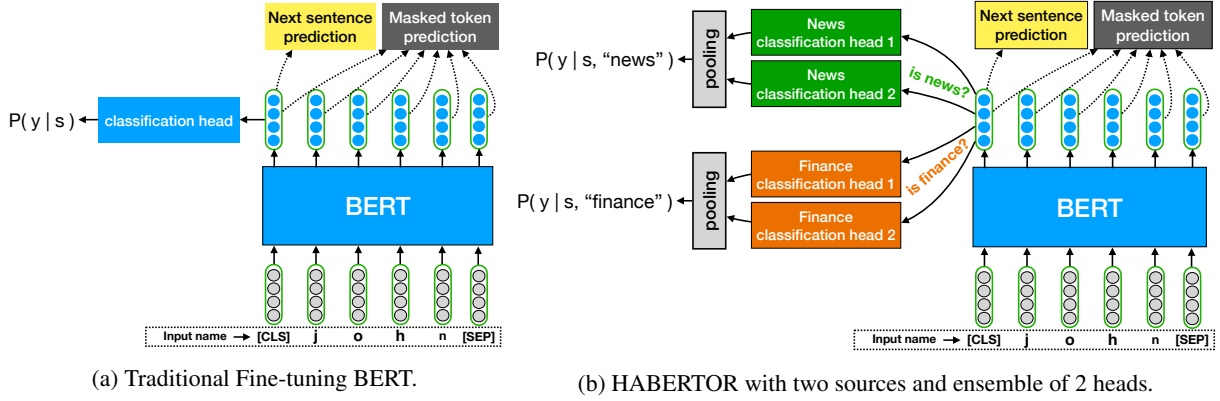 Next sentence
prediction
Masked token
prediction
P( y | s )
classification head
BERT
Input name
[CLS]
j
o
h
n
[SEP]
(a) Traditional Fine-tuning BERT.
P( y | s, “news” )
pooling
News
classification head 1
News
classification head 2
is news?
Next sentence
prediction
Masked token
prediction
P( y | s, “finance” )
pooling
Finance
classification head 1
Finance
classification head 2
is finance?
BERT
Input name
[CLS]
j
o
h
n
[SEP]
(b) HABERTOR with two sources and ensemble of 2 heads.